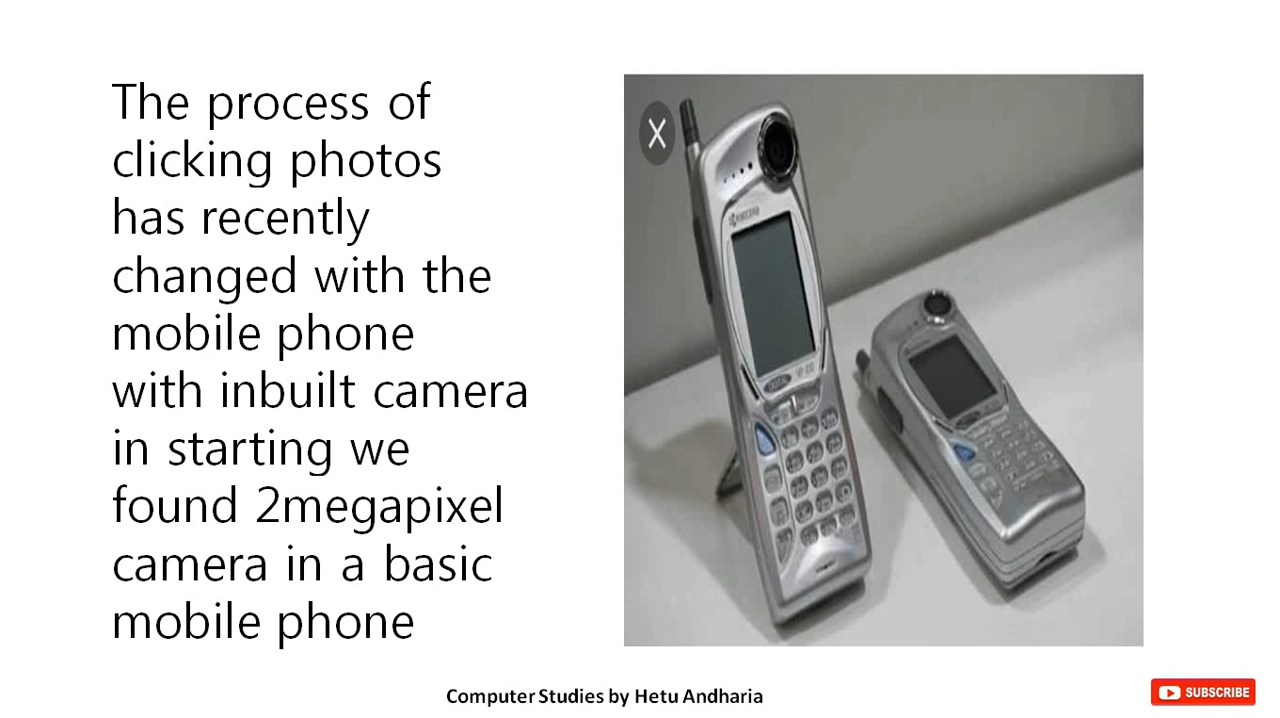 The process of
clicking photos
has recently
changed with the
mobile phone
with inbuilt camera
in starting we
found 2megapixel
camera in a basic
mobile phone
X
KYOCERA
Computer Studies by Hetu Andharia
SUBSCRIBE